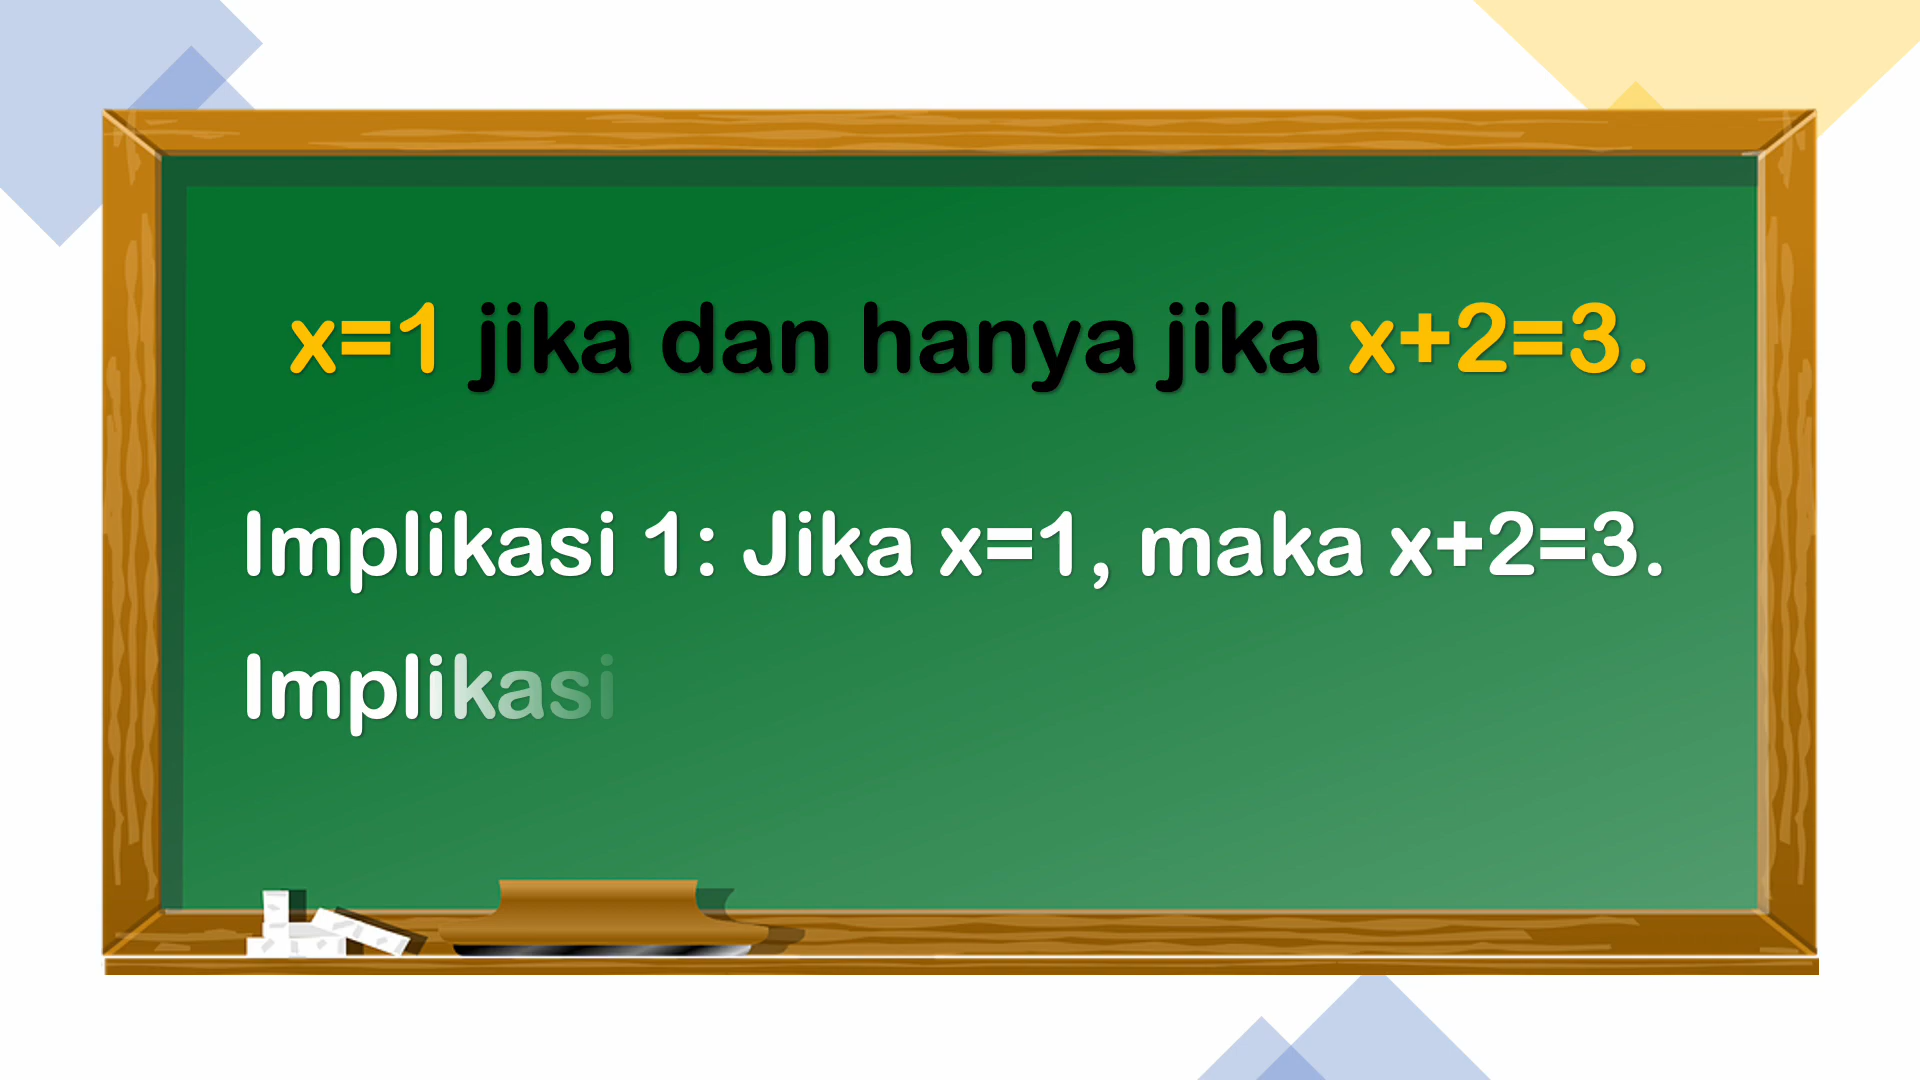 x=1 jika dan hanya jika x+2=3.
Implikasi 1: Jika x=1, maka x+2=3.
Implikasi